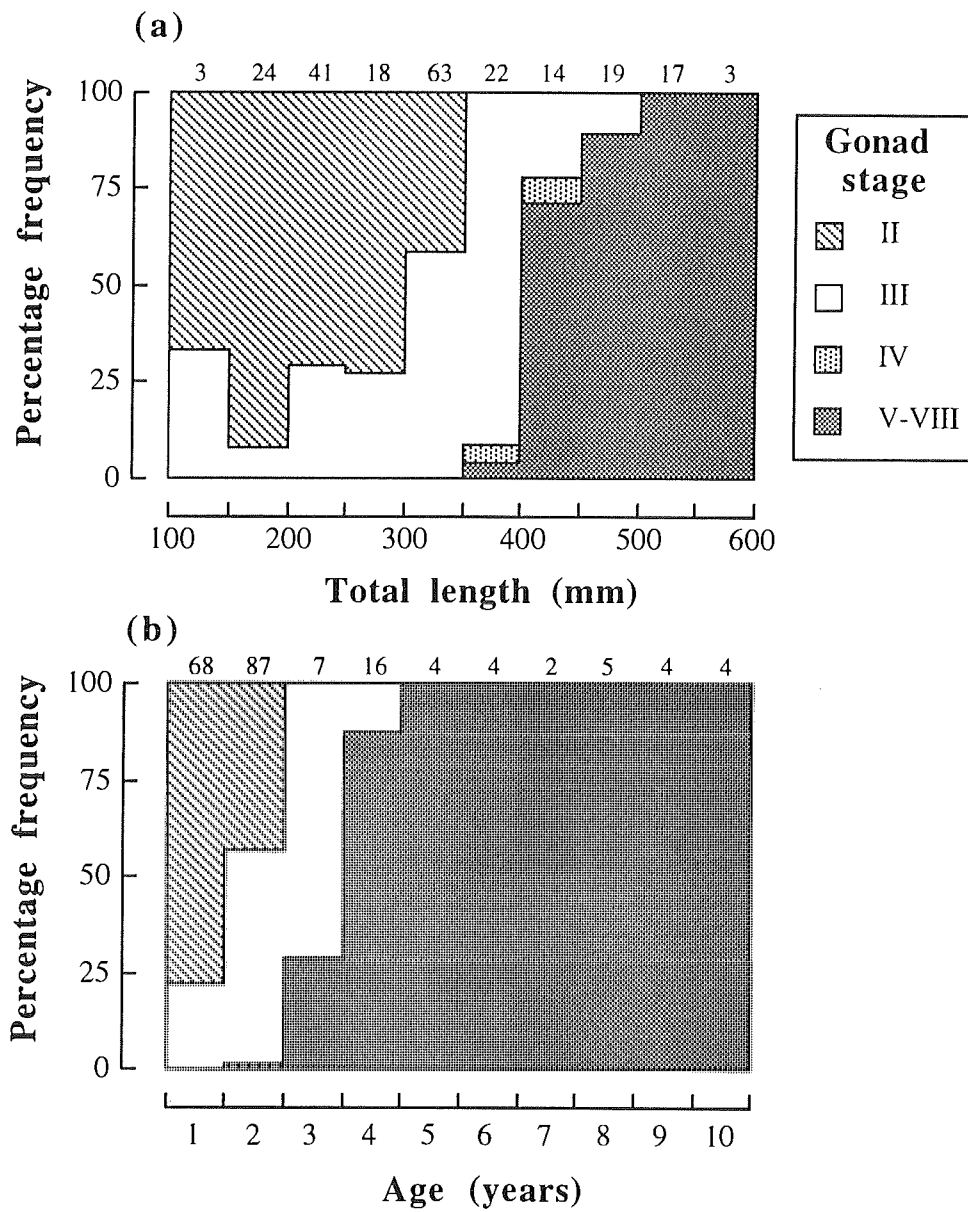 (a)
3 24 41 18 63 22 14 19 17 3
Percentage frequency
100
75
50
25
0
100 200 300 400 500 600
Total length (mm)
Gonad
stage
II
III
IV
V-VIII
(b)
68 87 7 16 4 4 2 5 4 4
Percentage frequency
100
75
50
25
0
1 2 3 4 5 6 7 8 9 10
Age (years)